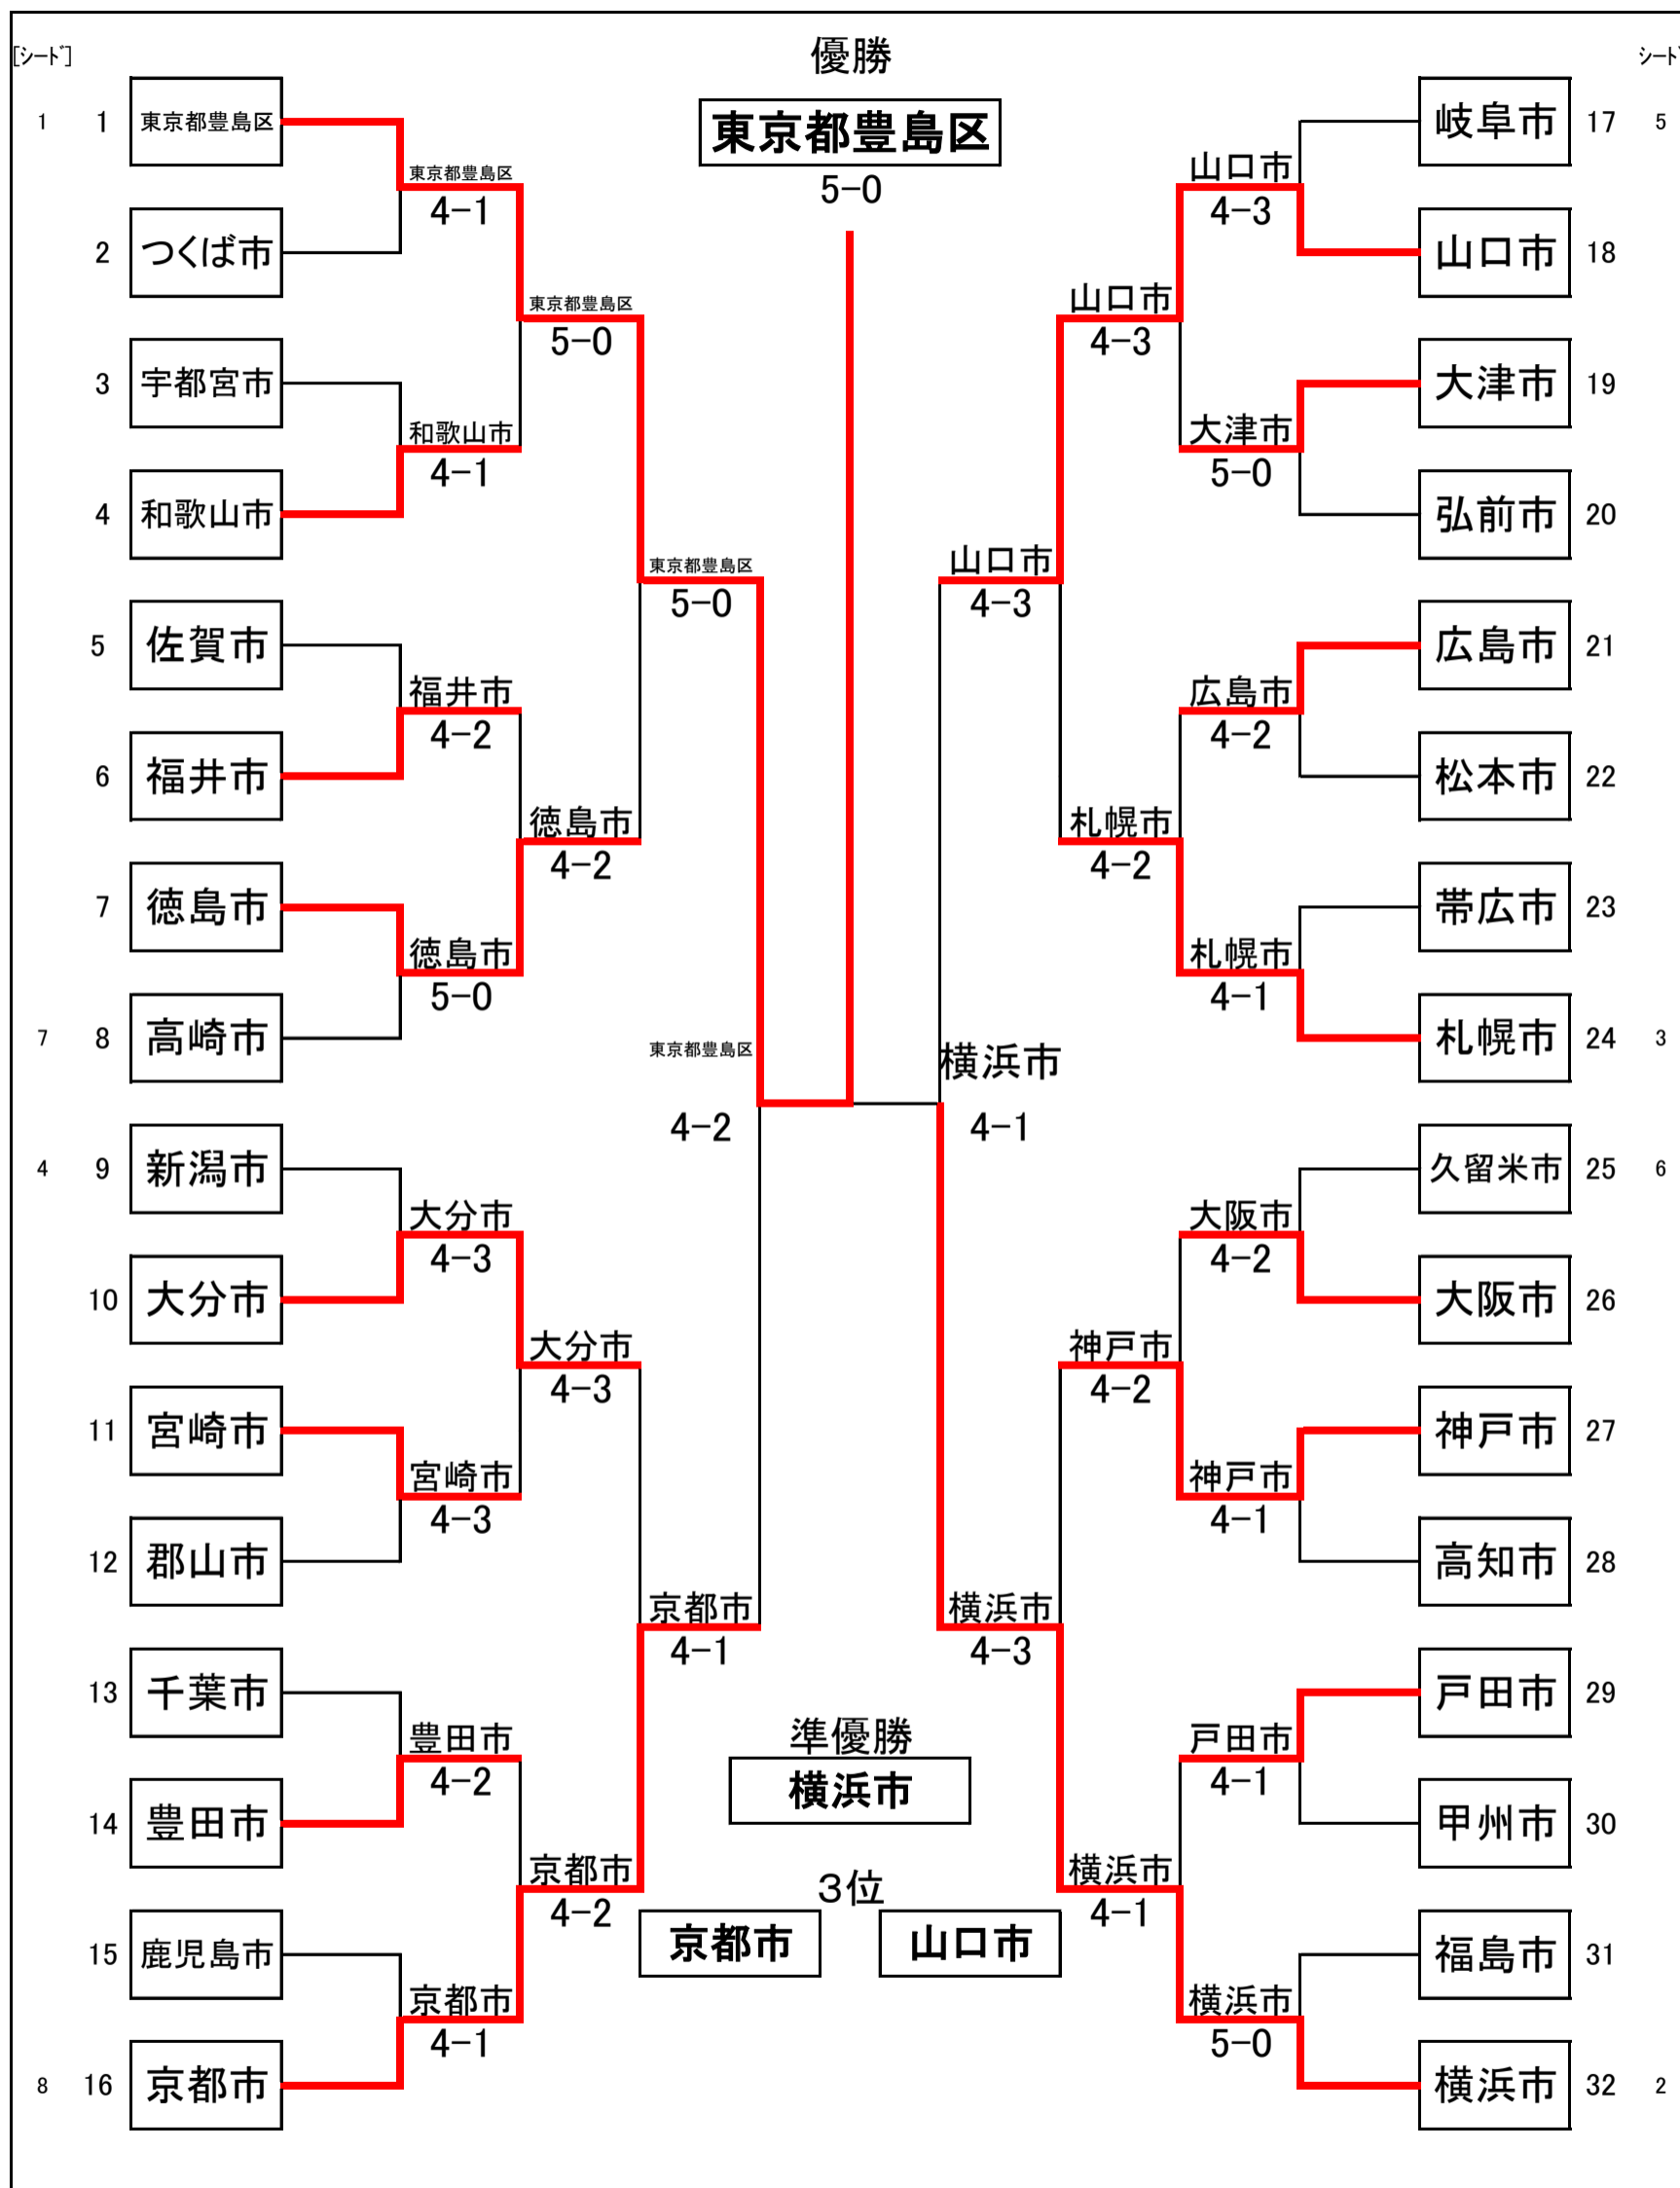 [シード]
優勝
シード
1 1 東京都豊島区
東京都豊島区
5-0
岐阜市 17 5
東京都豊島区
4-1
山口市
4-3
2 つくば市
山口市 18
東京都豊島区
5-0
山口市
4-3
3 宇都宮市
大津市 19
和歌山市
4-1
大津市
5-0
4 和歌山市
弘前市 20
東京都豊島区
5-0
山口市
4-3
5 佐賀市
広島市 21
福井市
4-2
広島市
4-2
6 福井市
松本市 22
徳島市
4-2
札幌市
4-2
7 徳島市
帯広市 23
徳島市
5-0
札幌市
4-1
7 8 高崎市
札幌市 24 3
東京都豊島区
4-2
横浜市
4-1
4 9 新潟市
久留米市 25 6
大分市
4-3
大阪市
4-2
10 大分市
大阪市 26
大分市
4-3
神戸市
4-2
11 宮崎市
神戸市 27
宮崎市
4-3
神戸市
4-1
12 郡山市
高知市 28
京都市
4-1
横浜市
4-3
13 千葉市
戸田市 29
豊田市
4-2
準優勝
横浜市
戸田市
4-1
14 豊田市
甲州市 30
京都市
4-2
3位
京都市
山口市
横浜市
4-1
15 鹿児島市
福島市 31
京都市
4-1
横浜市
5-0
8 16 京都市
横浜市 32 2